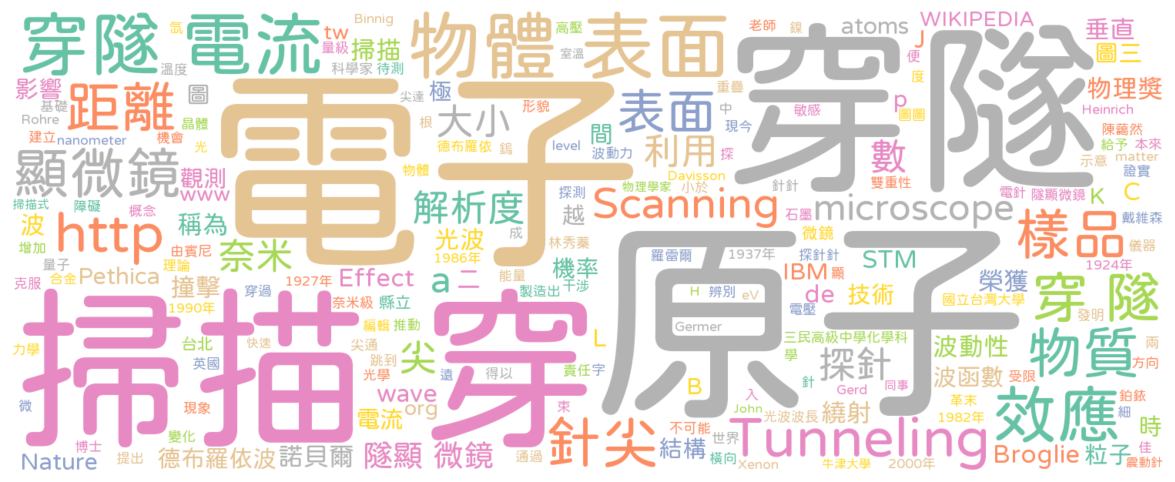 穿隧 電流
物體表面
穿隧
電子
原子
掃描
穿
氙
Binnig
tw
量級
掃描
科學家
待測
溫度
高壓
室溫
老師
鎳
atoms
WIKIPEDIA
J
便
度
垂直
圖三
影響
基礎
Rohre
建立
nanometer
距離
晶體
機會
圖
光
極
尖達
根
大小
德布羅依
形貌
鎢
level
表面
間
波動力
重疊
中
現今
利用
探
敏感
p
數
圖圖
雙重性
物理獎
Heinrich
陳藹然
給予
本來
示意
matter
證實
顯微鏡
觀測
www
掃描式
障礙
概念
波
稱為
增加
http
由賓尼
量子
合金
理論
Pethica
克服
1927年
1990年
奈米
撞擊
Effect
奈米級
縣立
物體
解析度
光波
1986年
越
探測
成
林秀蓁
能量
a
二
機率
製造出
干涉
Davisson
物理學家
小於
針針
Scanning
石墨
microscope
微鏡
羅雷爾
1937年
探針針
IBM
顯
STM
H
辨別
eV
de
技術
電壓
Germer
電針
隧顯微鏡
K
C
戴維森
樣品
儀器
1924年
榮獲
國立台灣大學
穿 隧
發明
兩
方向
三民高級中學化學科
學
波動性
物質
力學
台北
英國
快速
編輯
推動
尖通
跳到
光學
尖
遠
得以
L
責任
字
wave
org
電流
束
微
現象
博士
變化
提出
Nature
德布羅依波
諾貝爾
隧顯 微鏡
通過
穿過
針尖
不可能
結構
B
入
John
世界
橫向
Xenon
Tunneling
光波波長
探針
針
Gerd
同事
繞射
波函數
受限
革末
1982年
牛津大學
2000年
Broglie
粒子
效應
鉑銥
細
時
佳
震動針